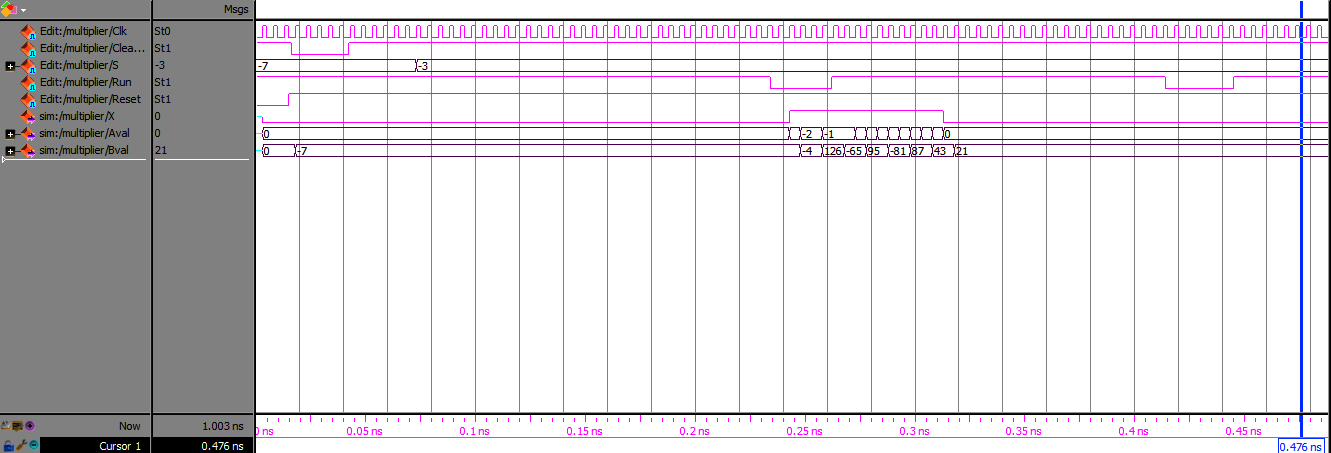 Msgs
Edit:/multiplier/Clk St0
Edit:/multiplier/Clea... St1
Edit:/multiplier/S -3 -7 -3
Edit:/multiplier/Run St1
Edit:/multiplier/Reset St1
sim:/multiplier/X 0
sim:/multiplier/Aval 0 0 -2 -1 0
sim:/multiplier/Bval 21 0 -7 -4 126 -65 95 -81 87 43 21
Now 1.003 ns 0 ns 0.05 ns 0.1 ns 0.15 ns 0.2 ns 0.25 ns 0.3 ns 0.35 ns 0.4 ns 0.45 ns
Cursor 1 0.476 ns 0.476 ns